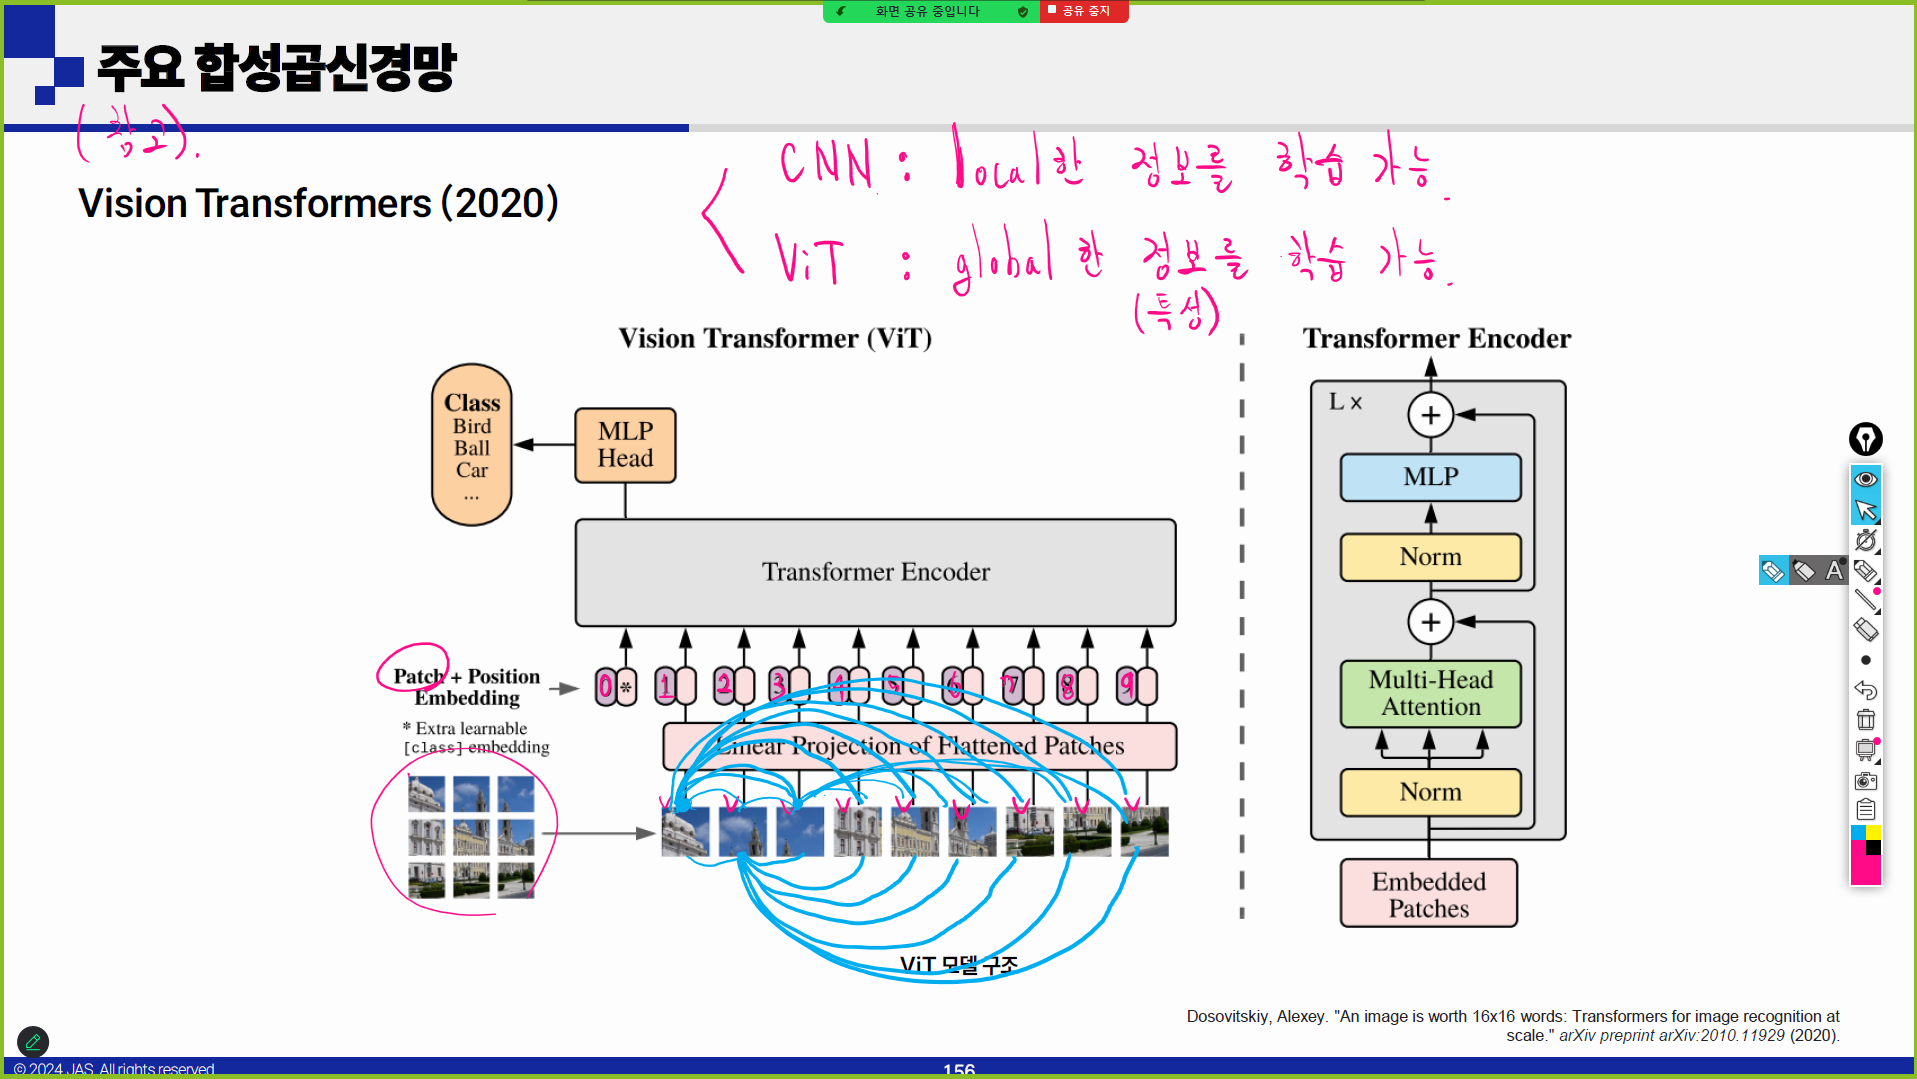 화면 공유 중입니다
공유 중지
주요 합성곱신경망
(참고).
Vision Transformers (2020)
CNN : local한 정보를 학습 가능.
ViT : global한 정보를 학습 가능.
(특성)
Vision Transformer (ViT)
Class
Bird
Ball
Car
...
MLP
Head
Transformer Encoder
Patch + Position
Embedding
0 * 1 2 3 4 5 6 7 8 9
* Extra learnable
[class] embedding
Linear Projection of Flattened Patches
ViT 모델 구조
Transformer Encoder
L x
+
MLP
Norm
+
Multi-Head
Attention
Norm
Embedded
Patches
A
Dosovitskiy, Alexey. "An image is worth 16x16 words: Transformers for image recognition at
scale." arXiv preprint arXiv:2010.11929 (2020).
© 2024 JAS. All rights reserved
156